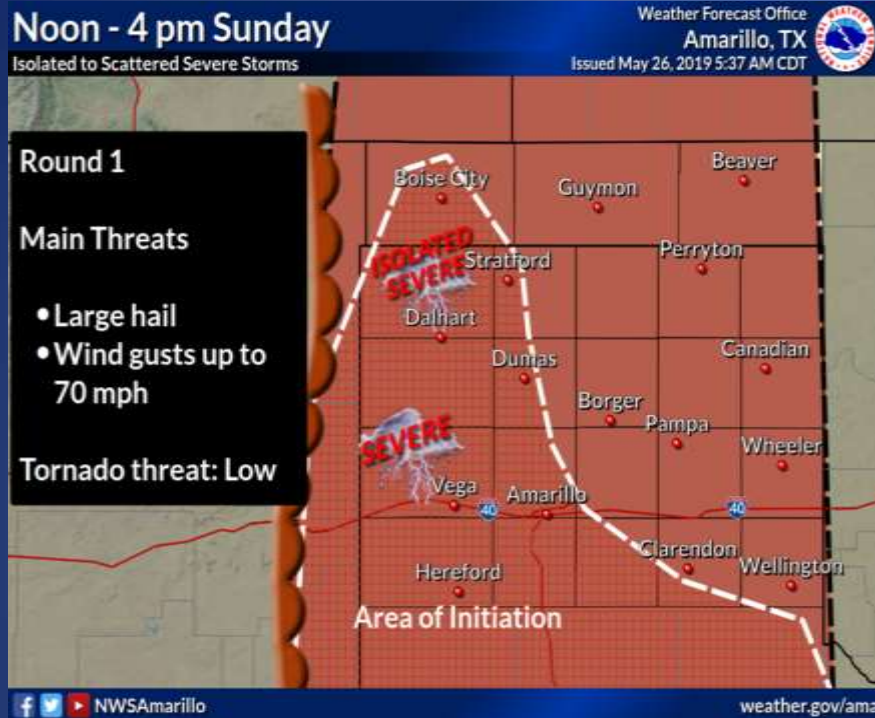 Noon - 4 pm Sunday
Isolated to Scattered Severe Storms
Weather Forecast Office
Amarillo, TX
Issued May 26, 2019 5:37 AM CDT
Round 1
Main Threats
• Large hail
• Wind gusts up to
70 mph
Tornado threat: Low
Boise City
Guymon
Beaver
ISOLATED
SEVERE
Stratford
Perryton
Dalhart
Dumas
Canadian
Borger
Pampa
SEVERE
Wheeler
Vega
40
Amarillo
40
Clarendon
Hereford
Wellington
Area of Initiation
NWSAmarillo
weather.gov/ama